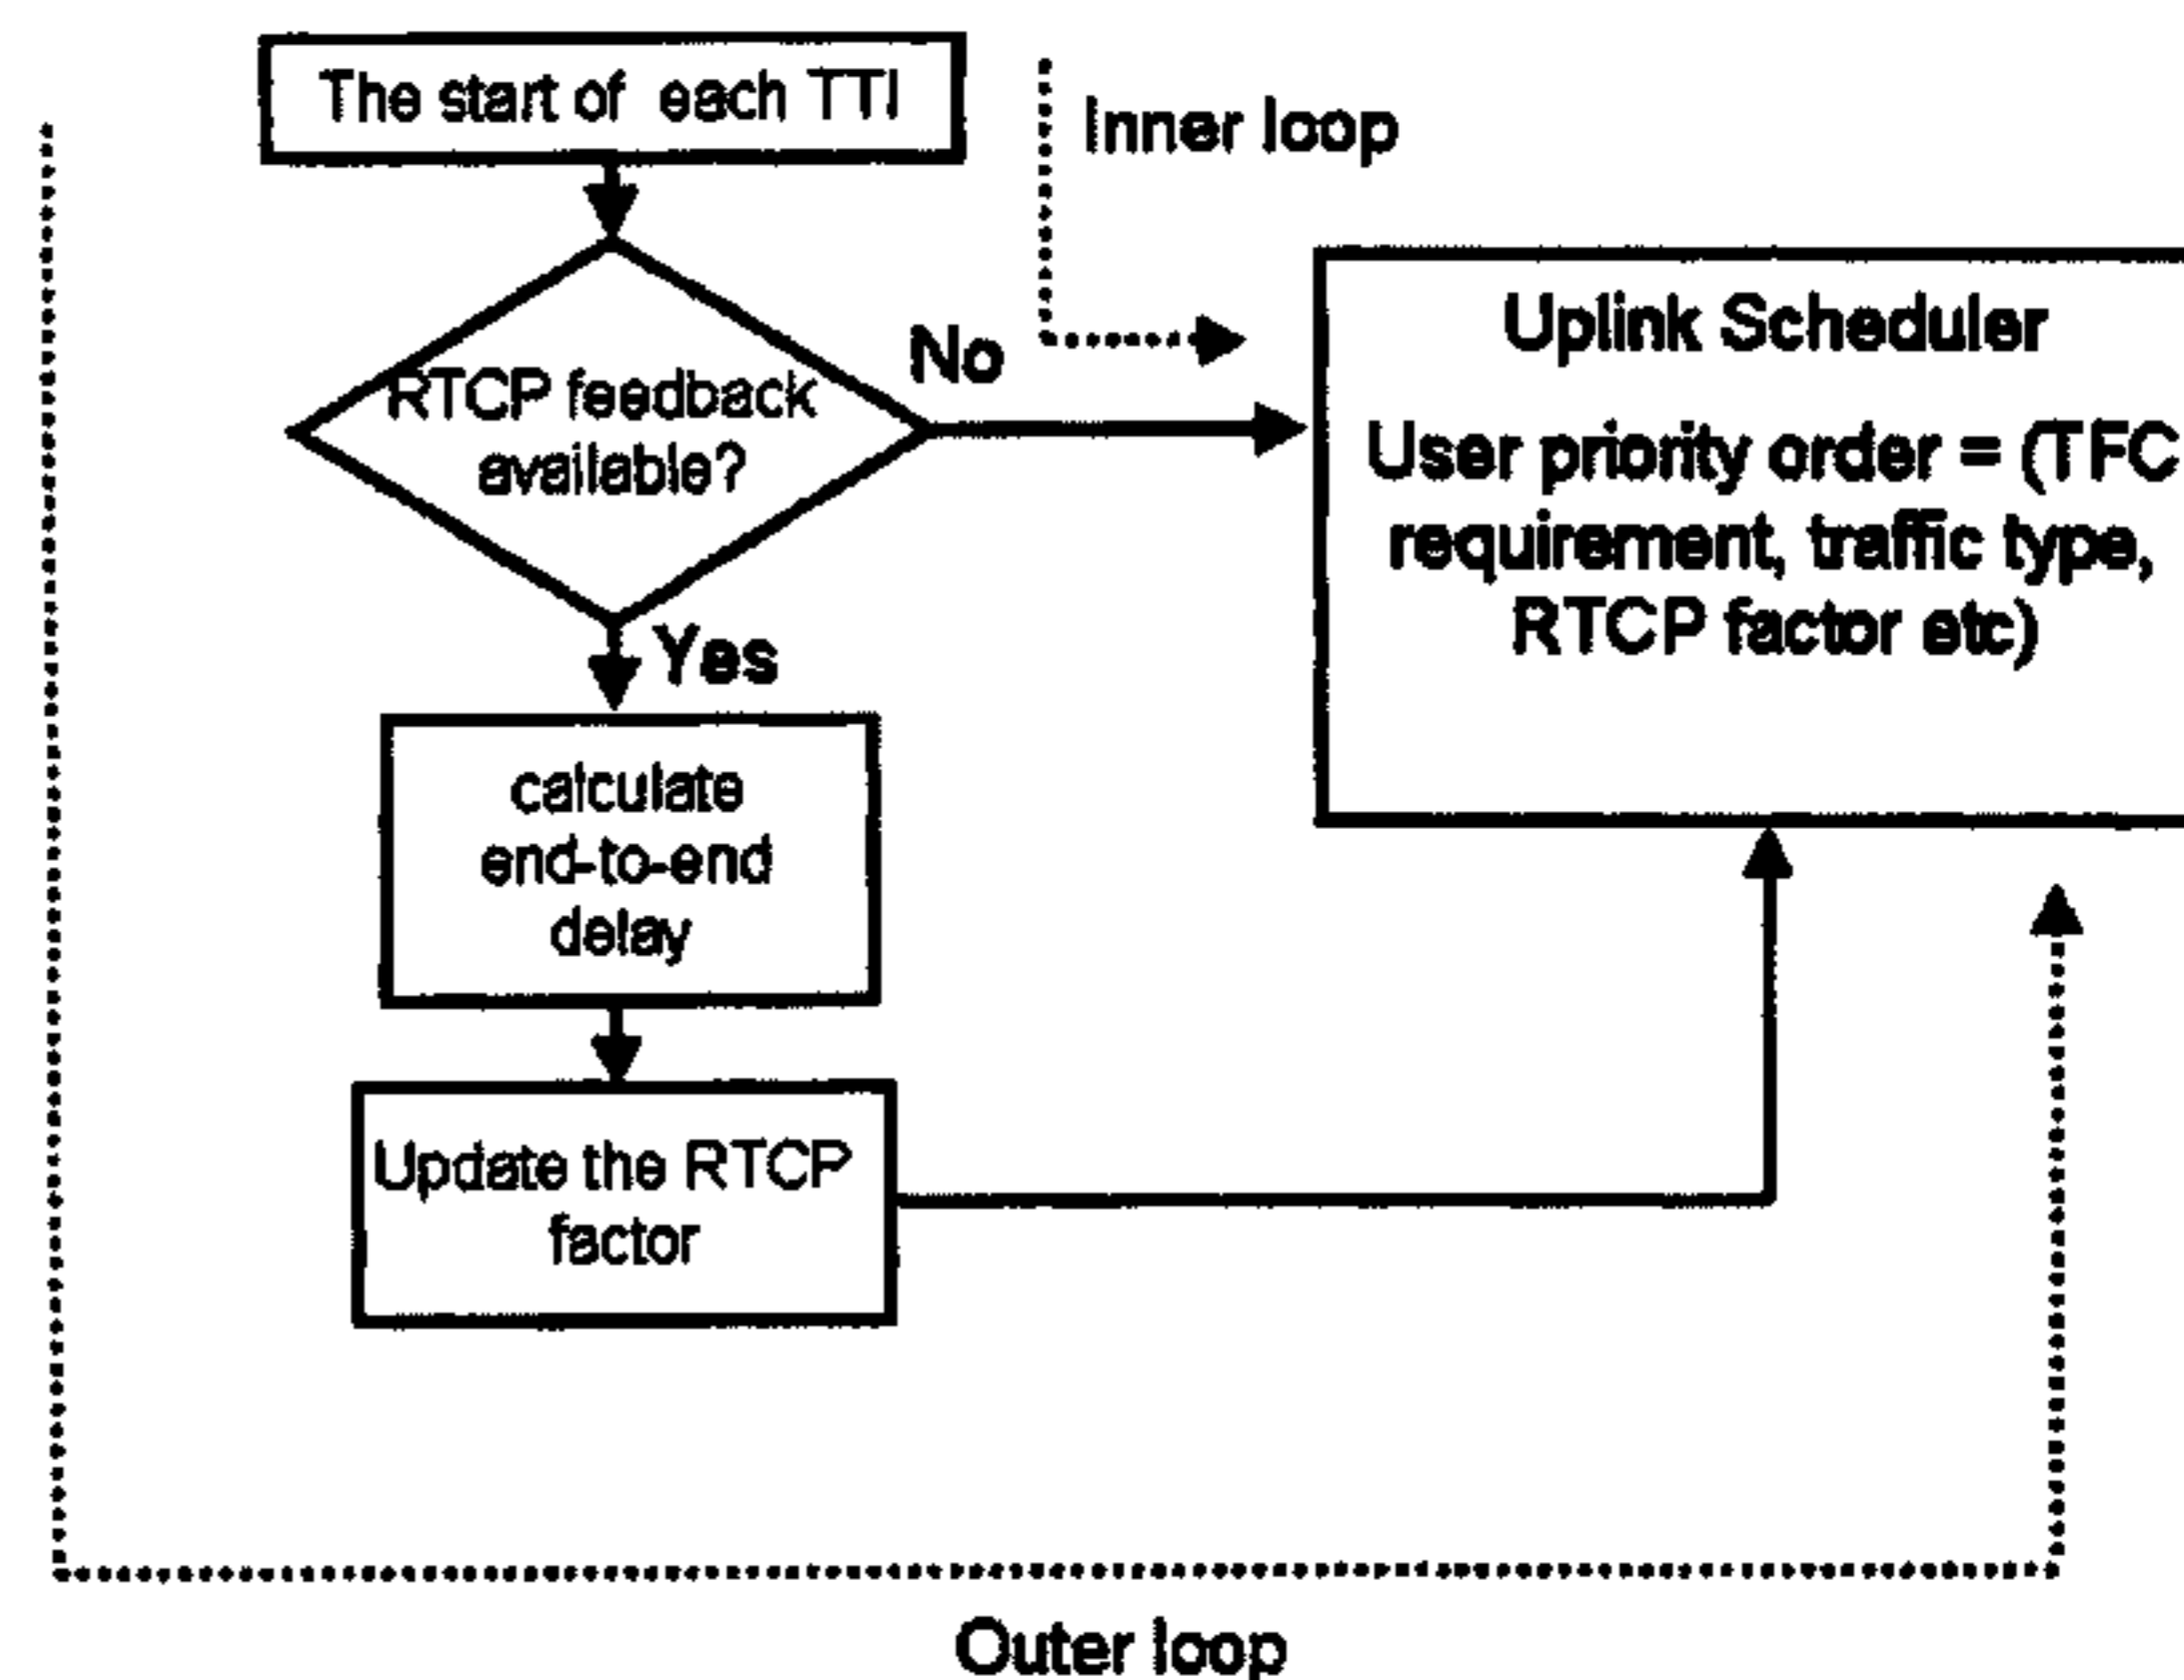 The start of each TTI
Inner loop
RTCP feedback
available?
No
Yes
Uplink Scheduler
User priority order = (TFC
requirement, traffic type,
RTCP factor etc)
calculate
end-to-end
delay
Update the RTCP
factor
Outer loop